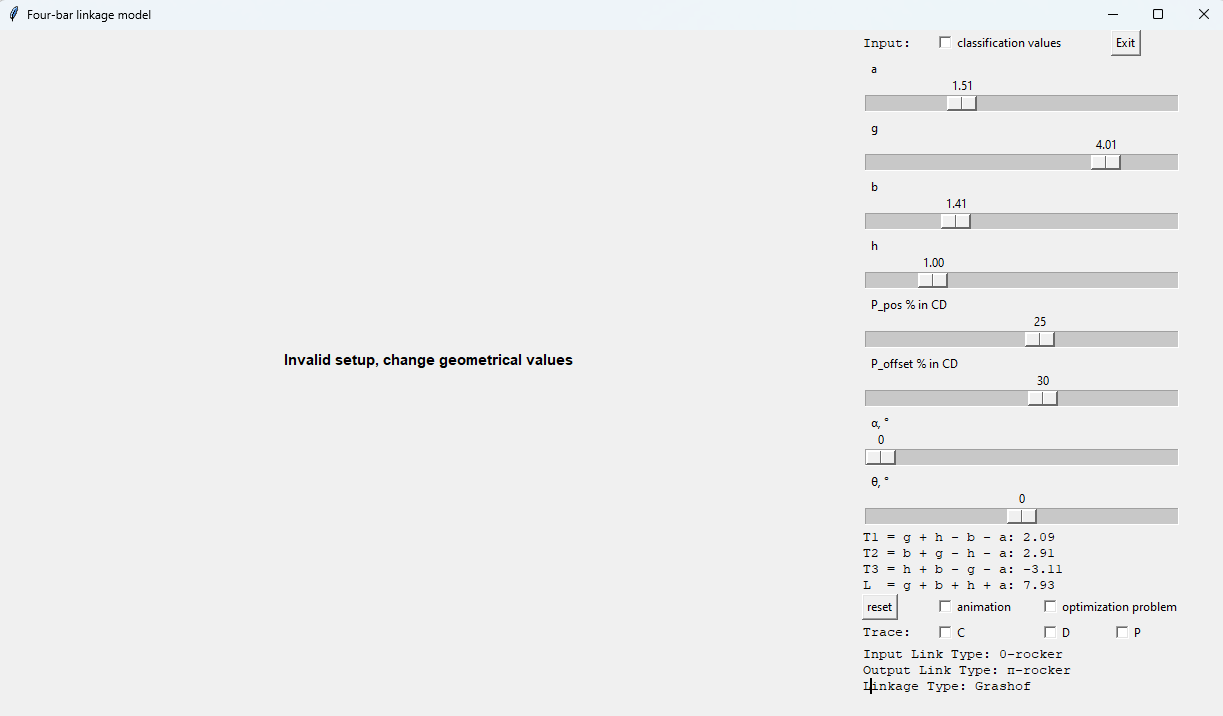 Four-bar linkage model
Input: classification values Exit
a
1.51
g
4.01
b
1.41
h
1.00
P_pos % in CD
25
P_offset % in CD
30
α, °
0
θ, °
0
Invalid setup, change geometrical values
T1 = g + h - b - a: 2.09
T2 = b + g - h - a: 2.91
T3 = h + b - g - a: -3.11
L  = g + b + h + a: 7.93
reset animation optimization problem
Trace: C D P
Input Link Type: 0-rocker
Output Link Type: π-rocker
Linkage Type: Grashof